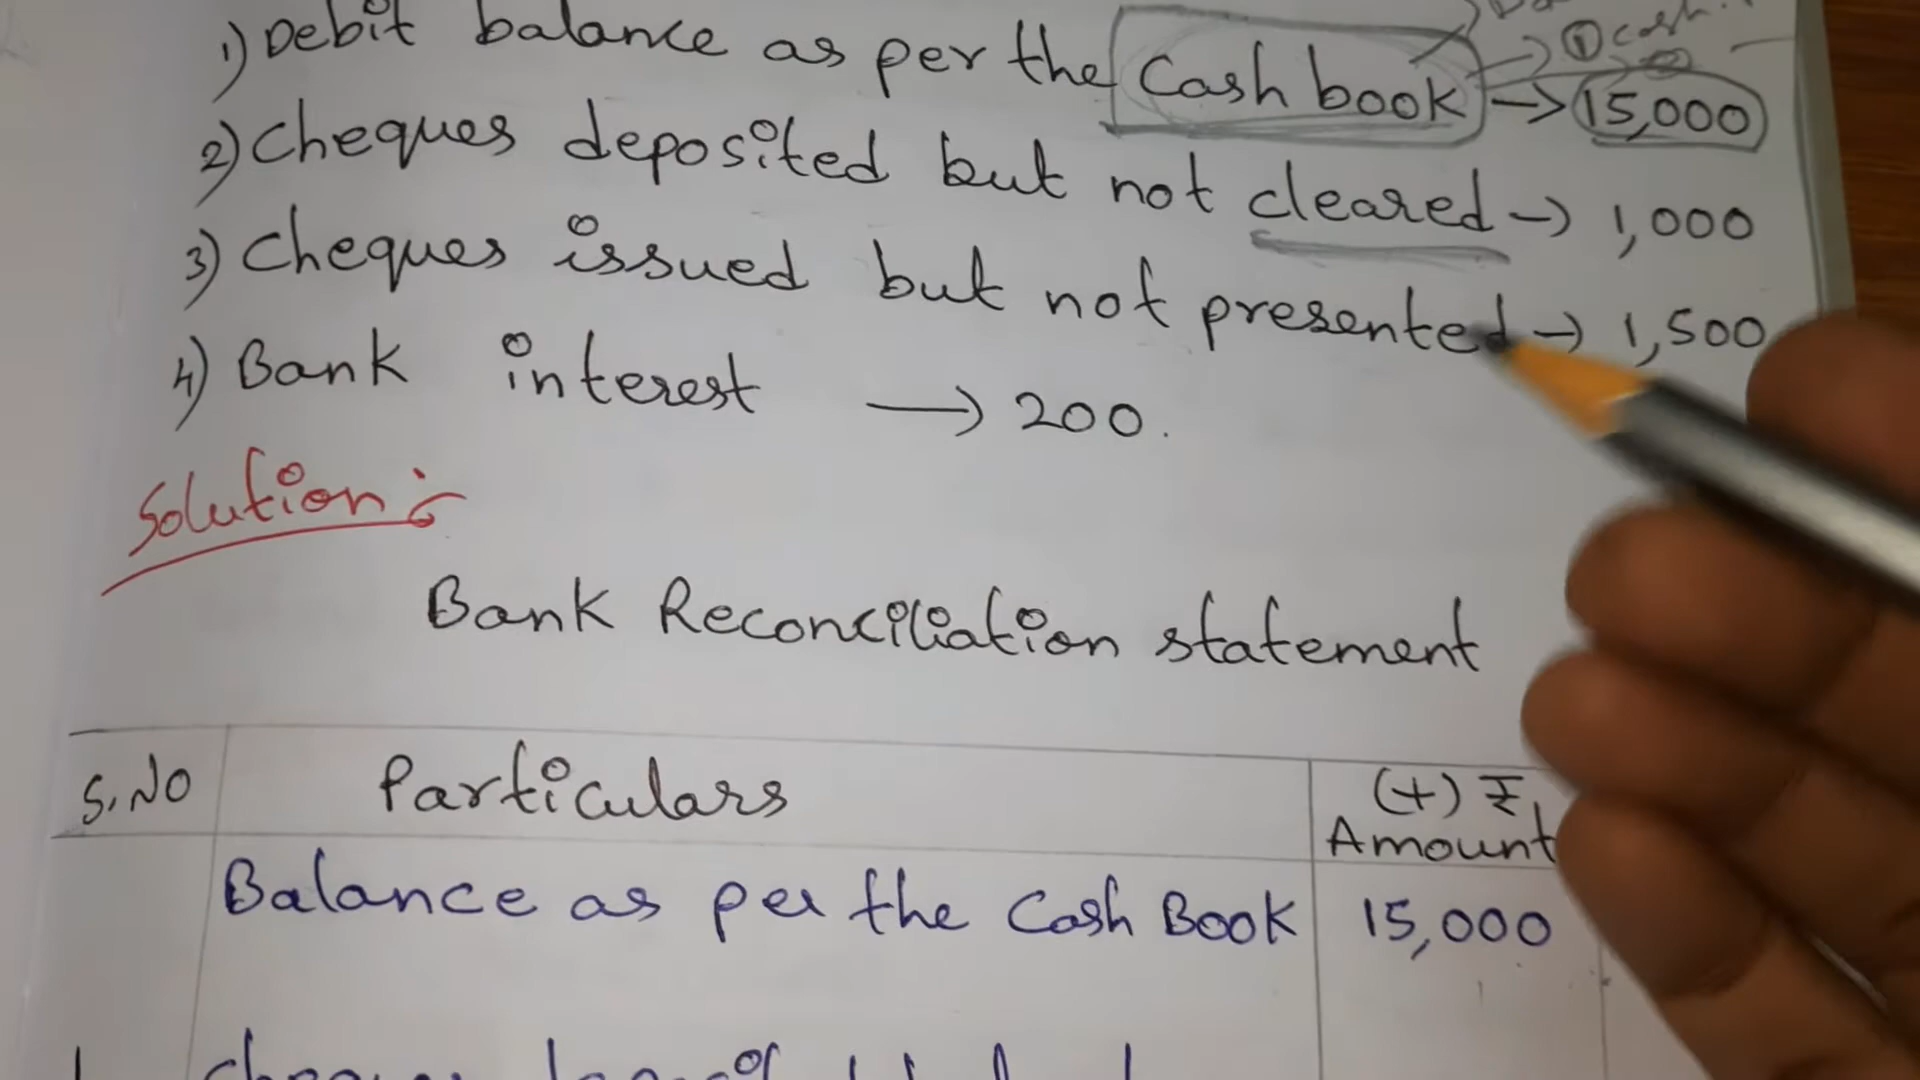 1) Debit balance as per the Cash book → 15,000
① cash
2) Cheques deposited but not cleared → 1,000
3) Cheques issued but not presented → 1,500
4) Bank interest → 200.
Solution :-
Bank Reconciliation statement
S.No Particulars (+) ₹ Amount
Balance as per the Cash Book 15,000